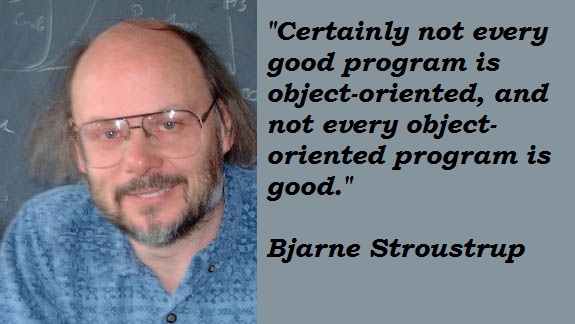 "Certainly not every
good program is
object-oriented, and
not every object-
oriented program is
good."
Bjarne Stroustrup